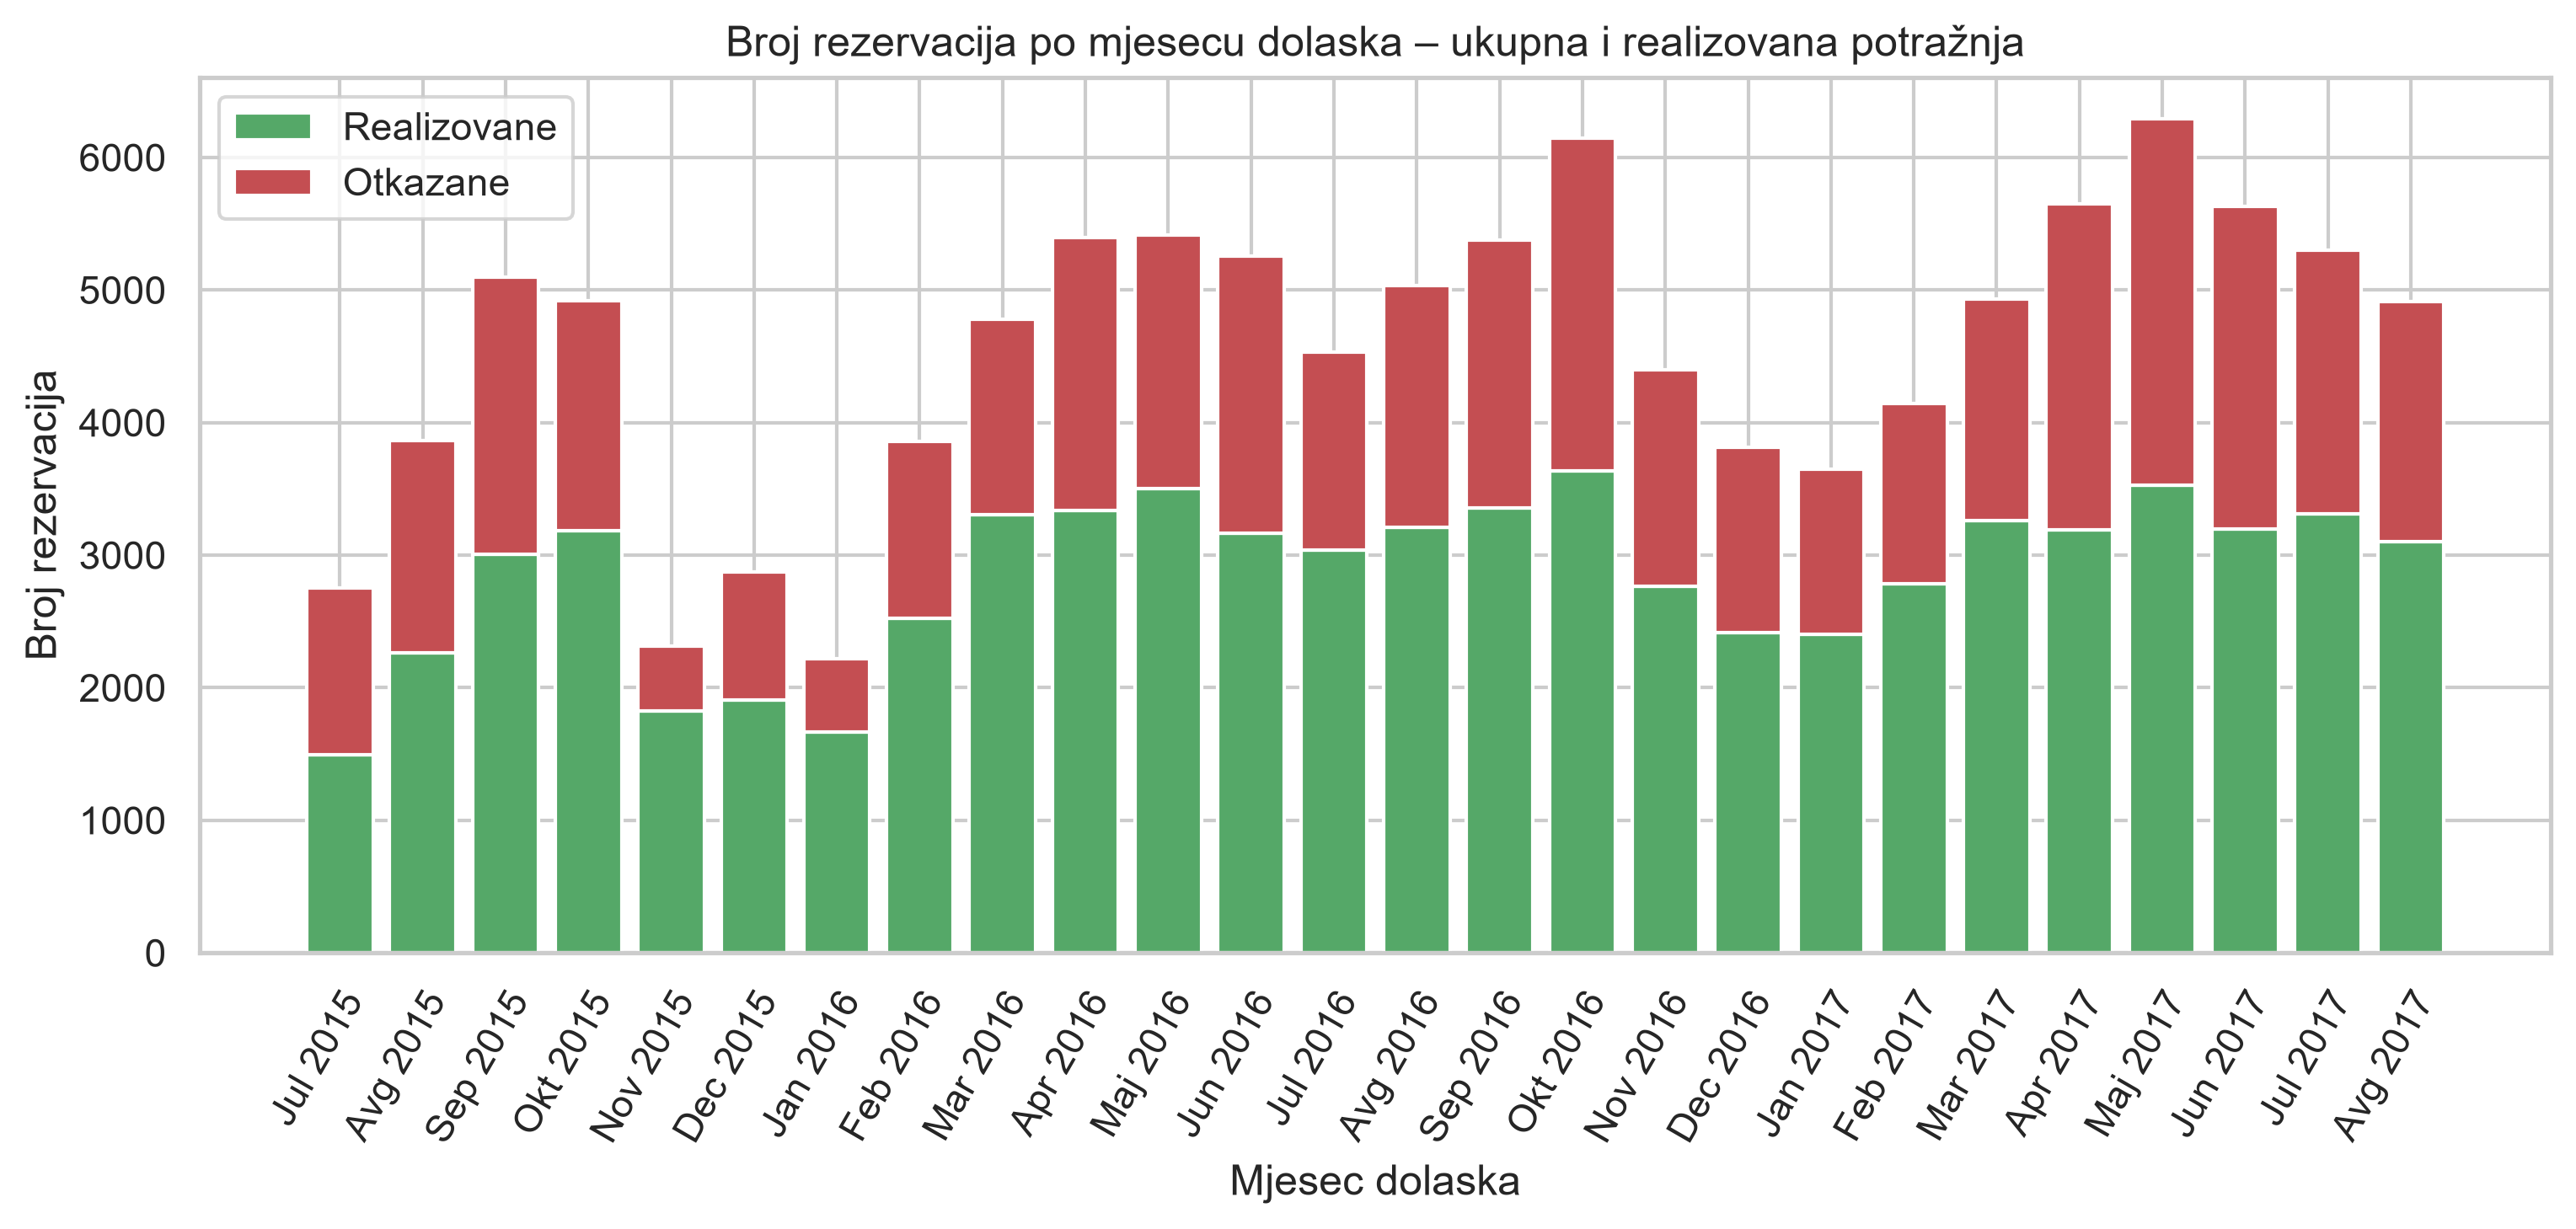 Broj rezervacija po mjesecu dolaska – ukupna i realizovana potražnja
Realizovane
Otkazane
Broj rezervacija
6000
5000
4000
3000
2000
1000
0
Jul 2015
Avg 2015
Sep 2015
Okt 2015
Nov 2015
Dec 2015
Jan 2016
Feb 2016
Mar 2016
Apr 2016
Maj 2016
Jun 2016
Jul 2016
Avg 2016
Sep 2016
Okt 2016
Nov 2016
Dec 2016
Jan 2017
Feb 2017
Mar 2017
Apr 2017
Maj 2017
Jun 2017
Jul 2017
Avg 2017
Mjesec dolaska